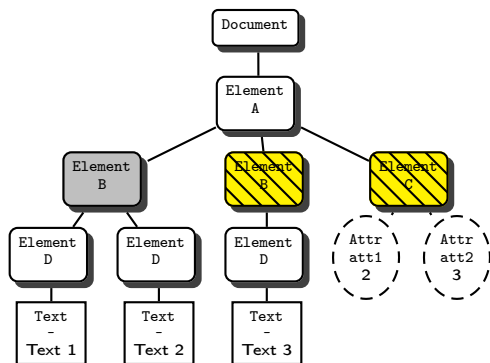 Document
Element
A
Element
B
Element
B
Element
C
Element
D
Element
D
Element
D
Attr
att1
2
Attr
att2
3
Text
-
Text 1
Text
-
Text 2
Text
-
Text 3